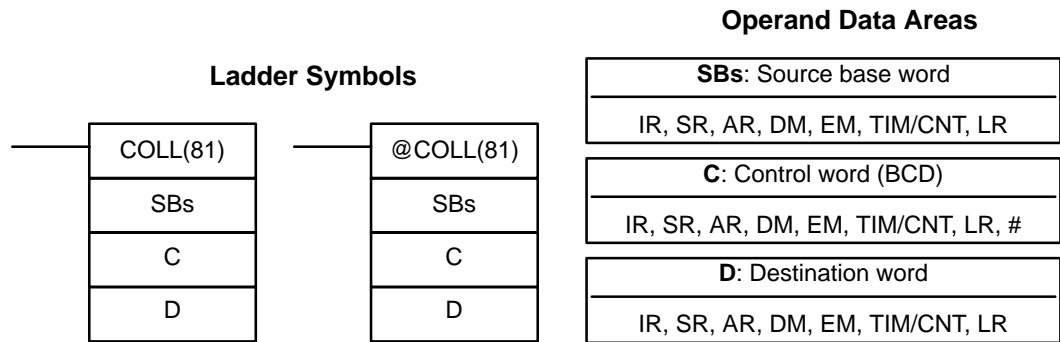 Ladder Symbols
COLL(81)
SBs
C
D
@COLL(81)
SBs
C
D
Operand Data Areas
SBs: Source base word
IR, SR, AR, DM, EM, TIM/CNT, LR
C: Control word (BCD)
IR, SR, AR, DM, EM, TIM/CNT, LR, #
D: Destination word
IR, SR, AR, DM, EM, TIM/CNT, LR